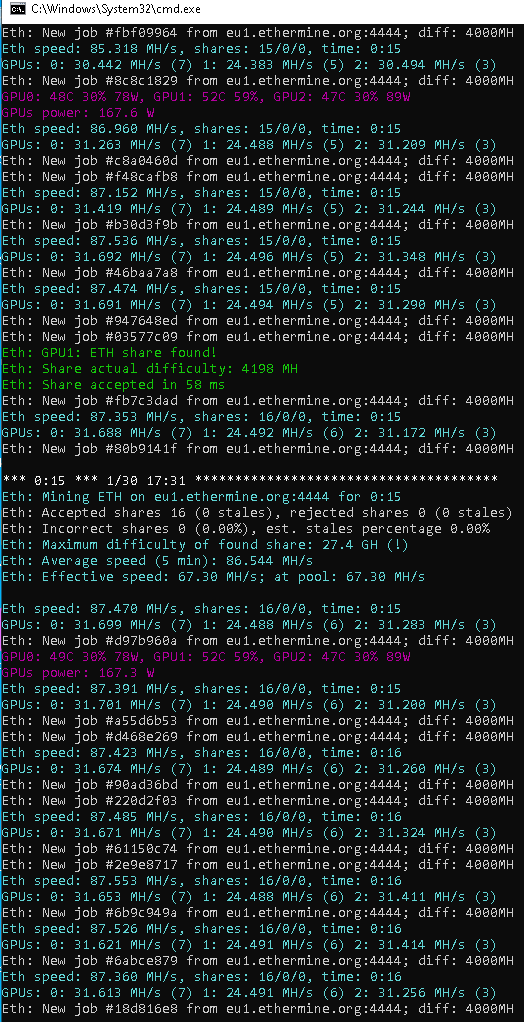 C:\Windows\System32\cmd.exe
Eth: New job #fbf09964 from eu1.ethermine.org:4444; diff: 4000MH
Eth speed: 85.318 MH/s, shares: 15/0/0, time: 0:15
GPUs: 0: 30.442 MH/s (7) 1: 24.383 MH/s (5) 2: 30.494 MH/s (3)
Eth: New job #8c8c1829 from eu1.ethermine.org:4444; diff: 4000MH
GPU0: 48C 30% 78W, GPU1: 52C 59%, GPU2: 47C 30% 89W
GPUs power: 167.6 W
Eth speed: 86.960 MH/s, shares: 15/0/0, time: 0:15
GPUs: 0: 31.263 MH/s (7) 1: 24.488 MH/s (5) 2: 31.209 MH/s (3)
Eth: New job #c8a0460d from eu1.ethermine.org:4444; diff: 4000MH
Eth: New job #f48cafb8 from eu1.ethermine.org:4444; diff: 4000MH
Eth speed: 87.152 MH/s, shares: 15/0/0, time: 0:15
GPUs: 0: 31.419 MH/s (7) 1: 24.489 MH/s (5) 2: 31.244 MH/s (3)
Eth: New job #b30d3f9b from eu1.ethermine.org:4444; diff: 4000MH
Eth speed: 87.536 MH/s, shares: 15/0/0, time: 0:15
GPUs: 0: 31.692 MH/s (7) 1: 24.496 MH/s (5) 2: 31.348 MH/s (3)
Eth: New job #46baa7a8 from eu1.ethermine.org:4444; diff: 4000MH
Eth speed: 87.474 MH/s, shares: 15/0/0, time: 0:15
GPUs: 0: 31.691 MH/s (7) 1: 24.494 MH/s (5) 2: 31.290 MH/s (3)
Eth: New job #947648ed from eu1.ethermine.org:4444; diff: 4000MH
Eth: New job #03577c09 from eu1.ethermine.org:4444; diff: 4000MH
Eth: GPU1: ETH share found!
Eth: Share actual difficulty: 4198 MH
Eth: Share accepted in 58 ms
Eth: New job #fb7c3dad from eu1.ethermine.org:4444; diff: 4000MH
Eth speed: 87.353 MH/s, shares: 16/0/0, time: 0:15
GPUs: 0: 31.688 MH/s (7) 1: 24.492 MH/s (6) 2: 31.172 MH/s (3)
Eth: New job #80b9141f from eu1.ethermine.org:4444; diff: 4000MH
*** 0:15 *** 1/30 17:31 **************************************
Eth: Mining ETH on eu1.ethermine.org:4444 for 0:15
Eth: Accepted shares 16 (0 stales), rejected shares 0 (0 stales)
Eth: Incorrect shares 0 (0.00%), est. stales percentage 0.00%
Eth: Maximum difficulty of found share: 27.4 GH (!)
Eth: Average speed (5 min): 86.544 MH/s
Eth: Effective speed: 67.30 MH/s; at pool: 67.30 MH/s
Eth speed: 87.470 MH/s, shares: 16/0/0, time: 0:15
GPUs: 0: 31.699 MH/s (7) 1: 24.488 MH/s (6) 2: 31.283 MH/s (3)
Eth: New job #d97b960a from eu1.ethermine.org:4444; diff: 4000MH
GPU0: 49C 30% 78W, GPU1: 52C 59%, GPU2: 47C 30% 89W
GPUs power: 167.3 W
Eth speed: 87.391 MH/s, shares: 16/0/0, time: 0:15
GPUs: 0: 31.701 MH/s (7) 1: 24.490 MH/s (6) 2: 31.200 MH/s (3)
Eth: New job #a55d6b53 from eu1.ethermine.org:4444; diff: 4000MH
Eth: New job #d468e269 from eu1.ethermine.org:4444; diff: 4000MH
Eth speed: 87.423 MH/s, shares: 16/0/0, time: 0:16
GPUs: 0: 31.674 MH/s (7) 1: 24.489 MH/s (6) 2: 31.260 MH/s (3)
Eth: New job #90ad36bd from eu1.ethermine.org:4444; diff: 4000MH
Eth: New job #220d2f03 from eu1.ethermine.org:4444; diff: 4000MH
Eth speed: 87.485 MH/s, shares: 16/0/0, time: 0:16
GPUs: 0: 31.671 MH/s (7) 1: 24.490 MH/s (6) 2: 31.324 MH/s (3)
Eth: New job #61150c74 from eu1.ethermine.org:4444; diff: 4000MH
Eth: New job #2e9e8717 from eu1.ethermine.org:4444; diff: 4000MH
Eth speed: 87.553 MH/s, shares: 16/0/0, time: 0:16
GPUs: 0: 31.653 MH/s (7) 1: 24.488 MH/s (6) 2: 31.411 MH/s (3)
Eth: New job #6b9c949a from eu1.ethermine.org:4444; diff: 4000MH
Eth speed: 87.526 MH/s, shares: 16/0/0, time: 0:16
GPUs: 0: 31.621 MH/s (7) 1: 24.491 MH/s (6) 2: 31.414 MH/s (3)
Eth: New job #6abce879 from eu1.ethermine.org:4444; diff: 4000MH
Eth speed: 87.360 MH/s, shares: 16/0/0, time: 0:16
GPUs: 0: 31.613 MH/s (7) 1: 24.491 MH/s (6) 2: 31.256 MH/s (3)
Eth: New job #18d816e8 from eu1.ethermine.org:4444; diff: 4000MH